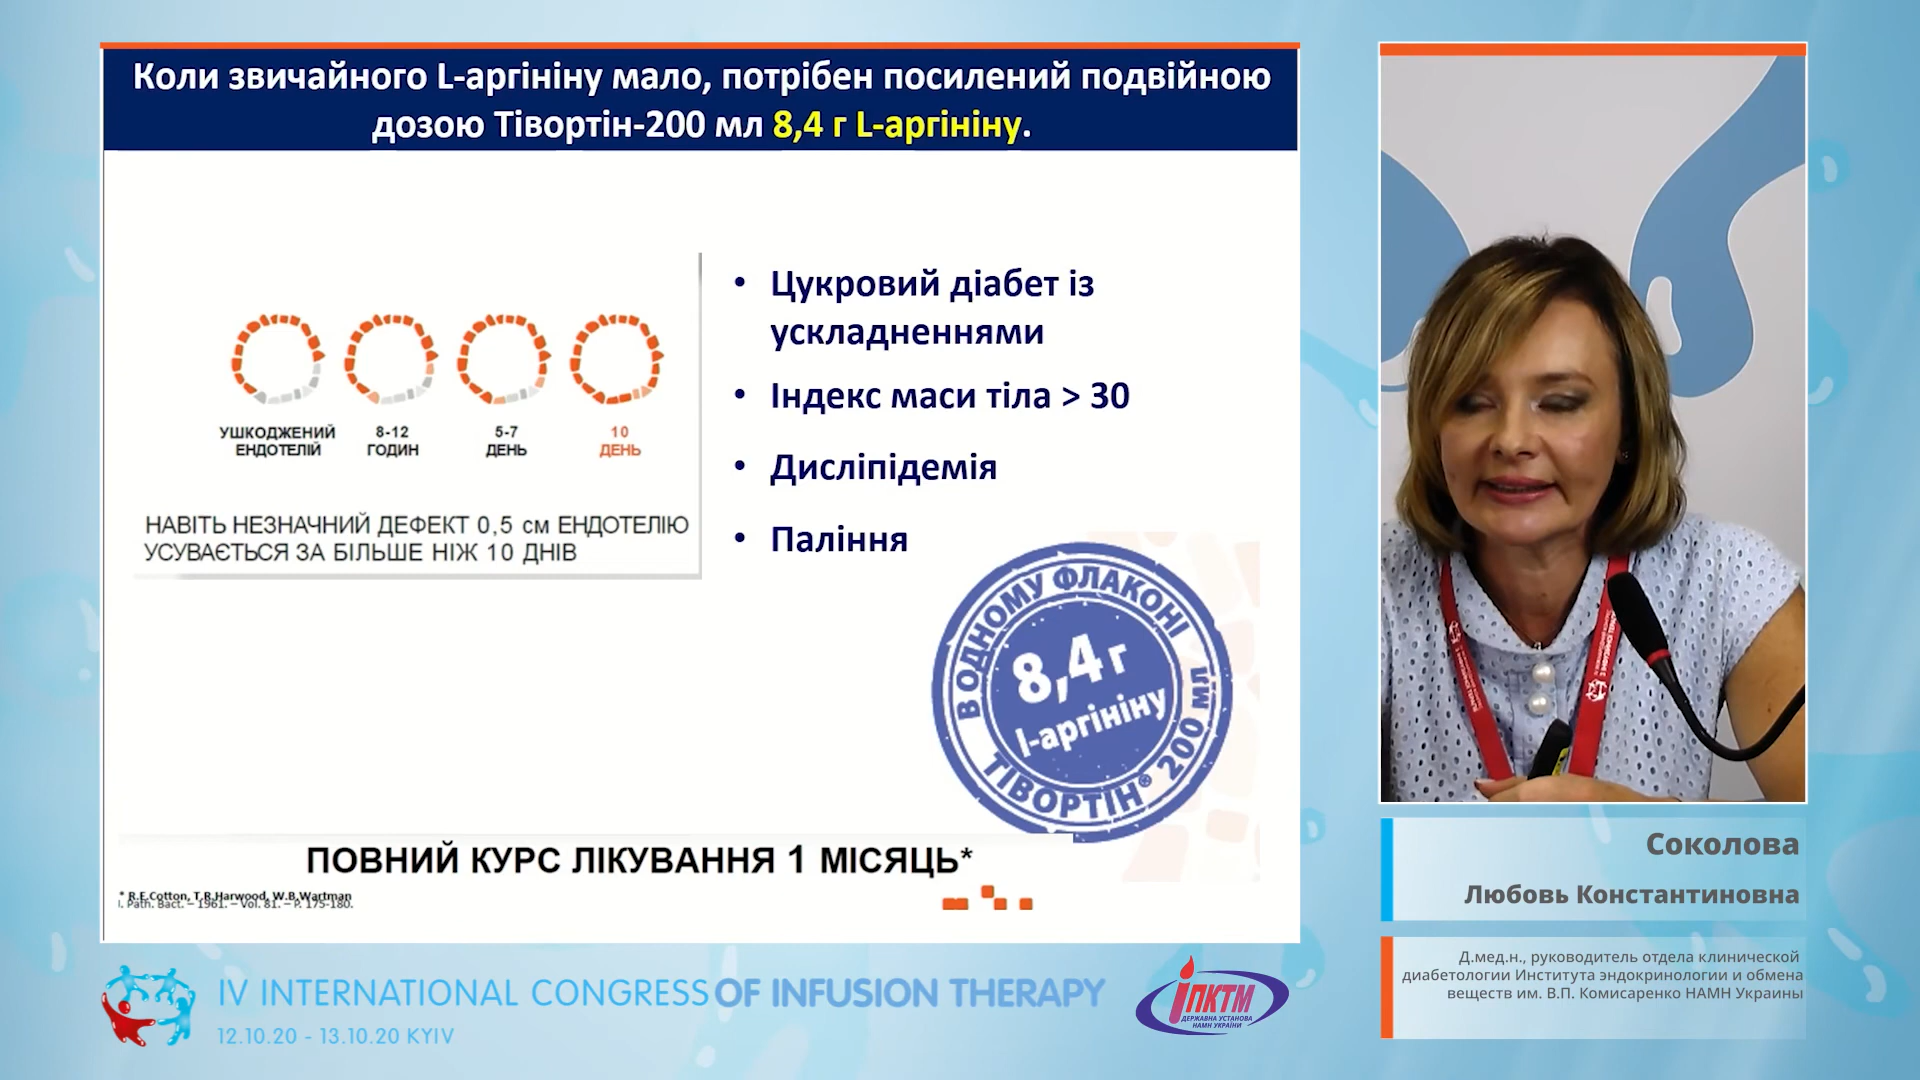 Коли звичайного L-аргініну мало, потрібен посилений подвійною
дозою Тівортін-200 мл 8,4 г L-аргініну.
УШКОДЖЕНИЙ
ЕНДОТЕЛІЙ
8-12
ГОДИН
5-7
ДЕНЬ
10
ДЕНЬ
НАВІТЬ НЕЗНАЧНИЙ ДЕФЕКТ 0,5 см ЕНДОТЕЛІЮ
УСУВАЄТЬСЯ ЗА БІЛЬШЕ НІЖ 10 ДНІВ
• Цукровий діабет із
ускладненнями
• Індекс маси тіла > 30
• Дисліпідемія
• Паління
В ОДНОМУ ФЛАКОНІ
8,4 г
l-аргініну
ТІВОРТІН® 200 МЛ
ПОВНИЙ КУРС ЛІКУВАННЯ 1 МІСЯЦЬ*
* R.E.Cotton, T.R.Harwood, W.B.Wartman
Path. Bact. – 1961. – Vol. 81. – P. 175-180.
Соколова
Любовь Константиновна
Д.мед.н., руководитель отдела клинической
диабетологии Института эндокринологии и обмена
веществ им. В.П. Комисаренко НАМН Украины
IV INTERNATIONAL CONGRESS OF INFUSION THERAPY
12.10.20 - 13.10.20 KYIV
ІПКТМ
ДЕРЖАВНА УСТАНОВА
НАМН УКРАЇНИ